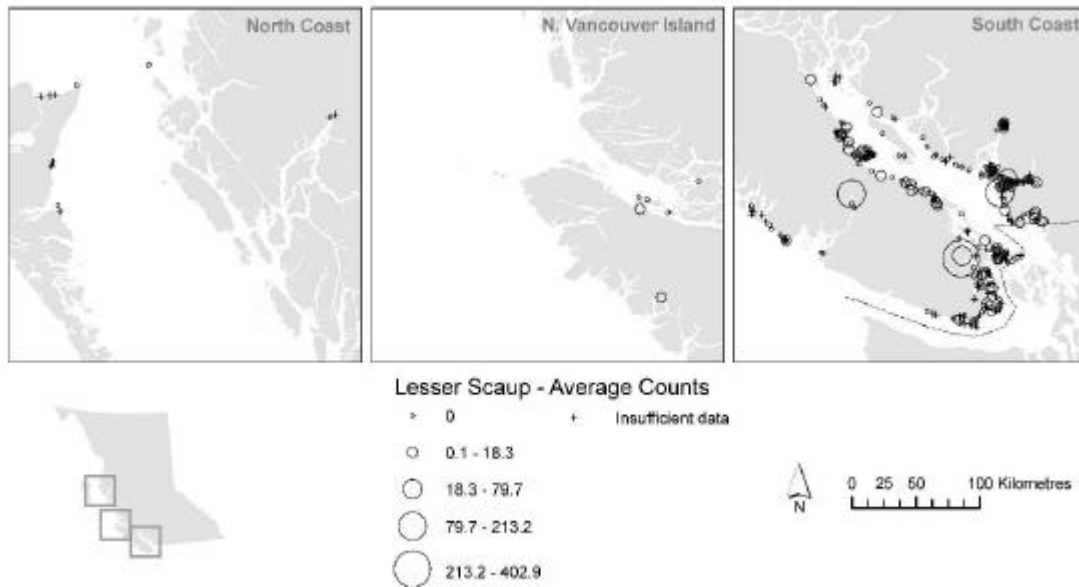 North Coast
N. Vancouver Island
South Coast
Lesser Scaup - Average Counts
0
Insufficient data
0.1 - 18.3
18.3 - 79.7
79.7 - 213.2
213.2 - 402.9
N
0 25 50 100 Kilometres